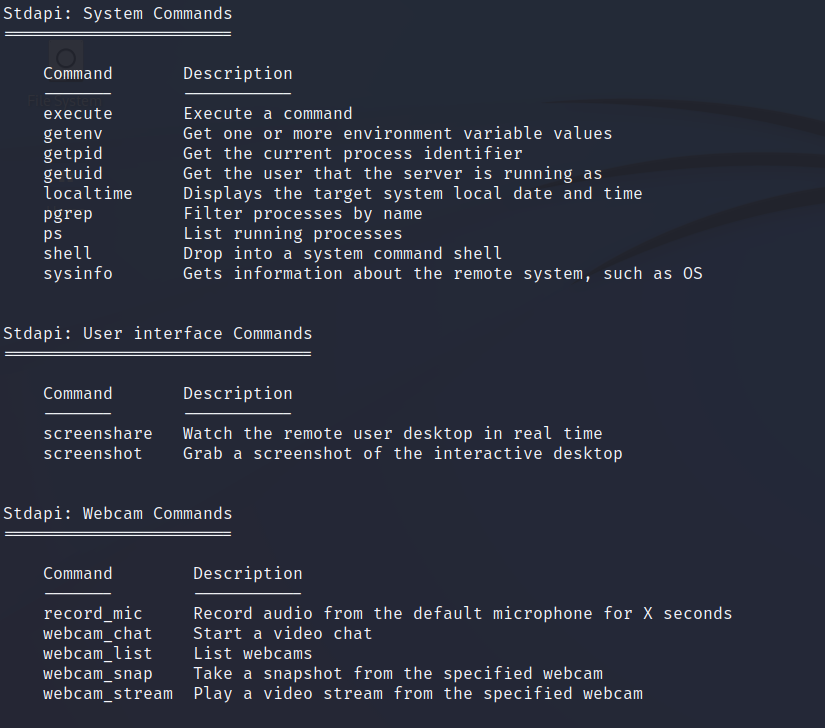 Stdapi: System Commands
=======================
Command Description
------- -----------
execute Execute a command
getenv Get one or more environment variable values
getpid Get the current process identifier
getuid Get the user that the server is running as
localtime Displays the target system local date and time
pgrep Filter processes by name
ps List running processes
shell Drop into a system command shell
sysinfo Gets information about the remote system, such as OS
Stdapi: User interface Commands
===============================
Command Description
------- -----------
screenshare Watch the remote user desktop in real time
screenshot Grab a screenshot of the interactive desktop
Stdapi: Webcam Commands
=======================
Command Description
------- -----------
record_mic Record audio from the default microphone for X seconds
webcam_chat Start a video chat
webcam_list List webcams
webcam_snap Take a snapshot from the specified webcam
webcam_stream Play a video stream from the specified webcam